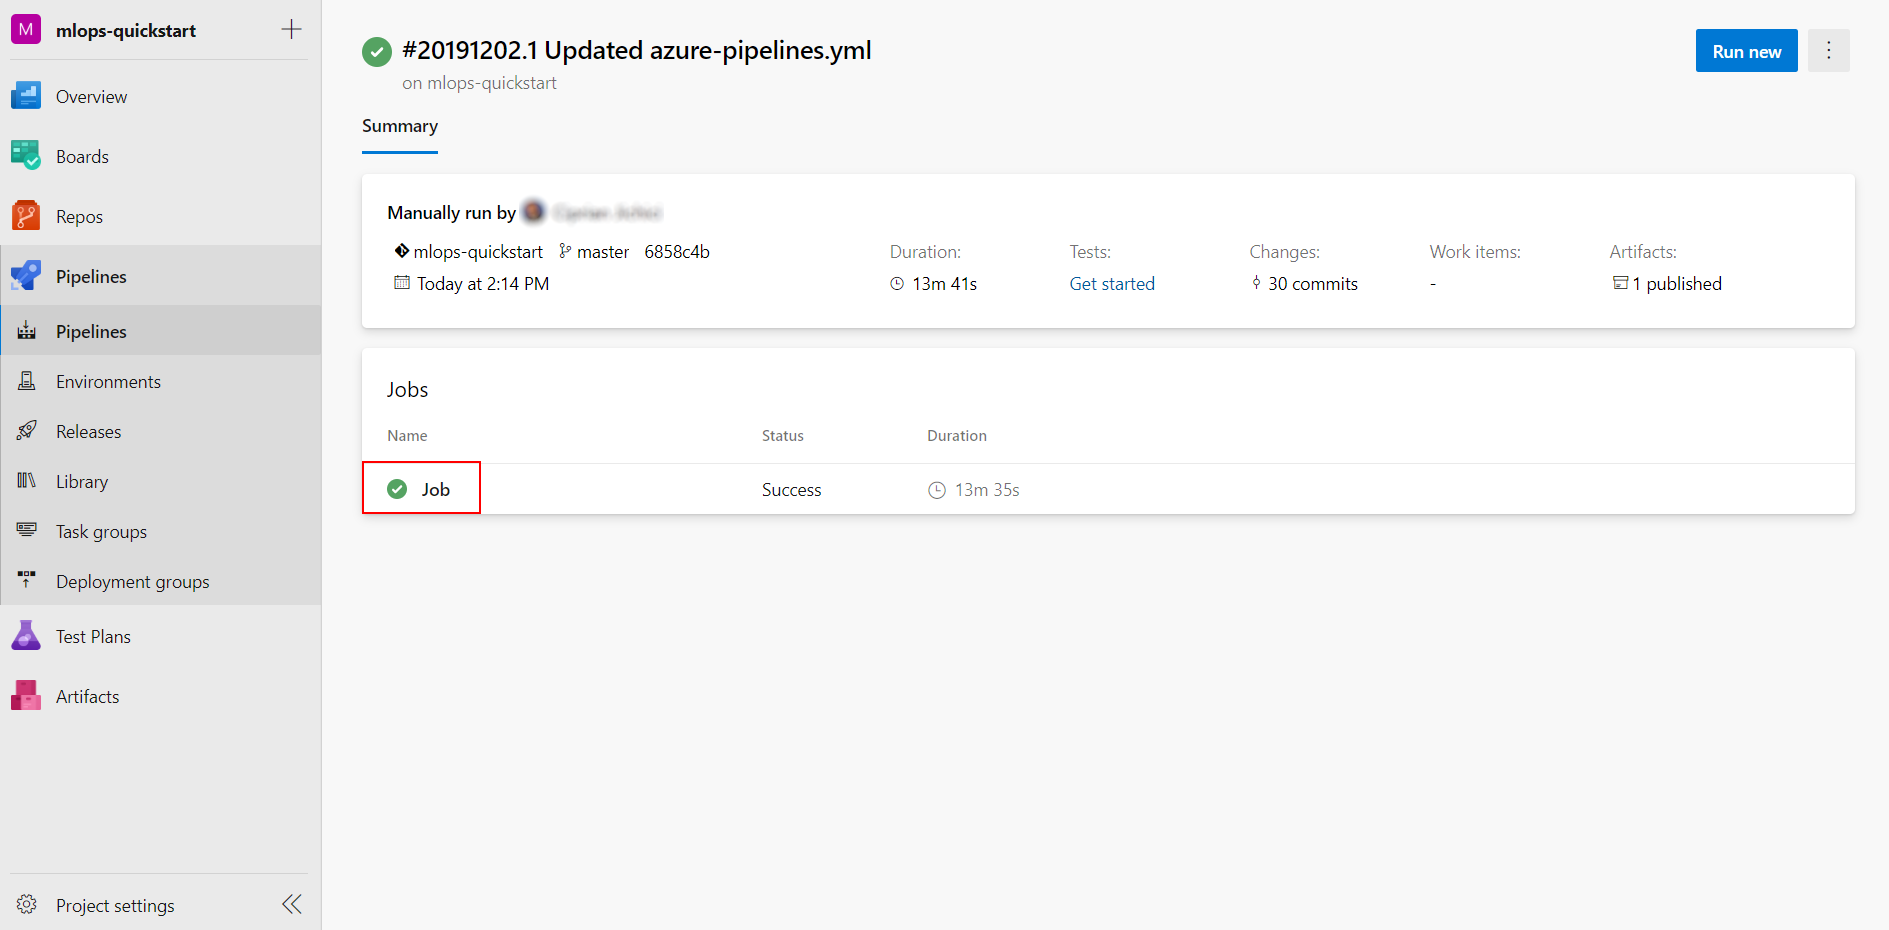 M mlops-quickstart
Overview
Boards
Repos
Pipelines
Pipelines
Environments
Releases
Library
Task groups
Deployment groups
Test Plans
Artifacts
Project settings
#20191202.1 Updated azure-pipelines.yml
on mlops-quickstart
Run new
Summary
Manually run by
mlops-quickstart master 6858c4b
Today at 2:14 PM
Duration:
13m 41s
Tests:
Get started
Changes:
30 commits
Work items:
-
Artifacts:
1 published
Jobs
Name Status Duration
Job Success 13m 35s